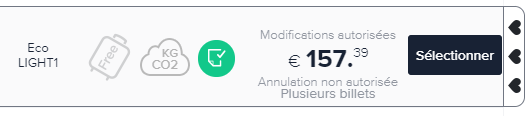 Eco
LIGHT1
Free
KG
CO2
Modifications autorisées
€ 157.39
Annulation non autorisée
Plusieurs billets
Sélectionner